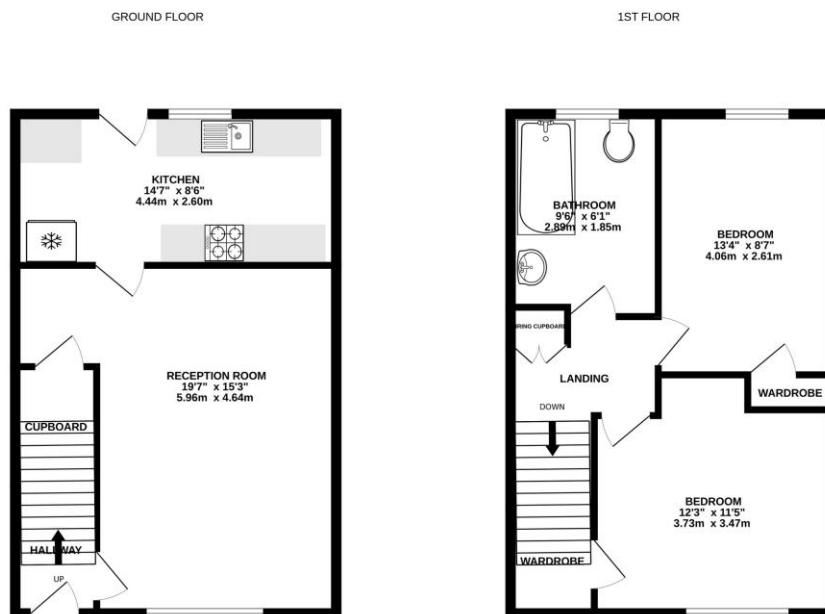 GROUND FLOOR
1ST FLOOR
KITCHEN
14'7" x 8'6"
4.44m x 2.60m
RECEPTION ROOM
19'7" x 15'3"
5.96m x 4.64m
CUPBOARD
HALLWAY
UP
BATHROOM
9'6" x 6'1"
2.89m x 1.85m
BEDROOM
13'4" x 8'7"
4.06m x 2.61m
IRING CUPBOARD
LANDING
DOWN
WARDROBE
BEDROOM
12'3" x 11'5"
3.73m x 3.47m
WARDROBE